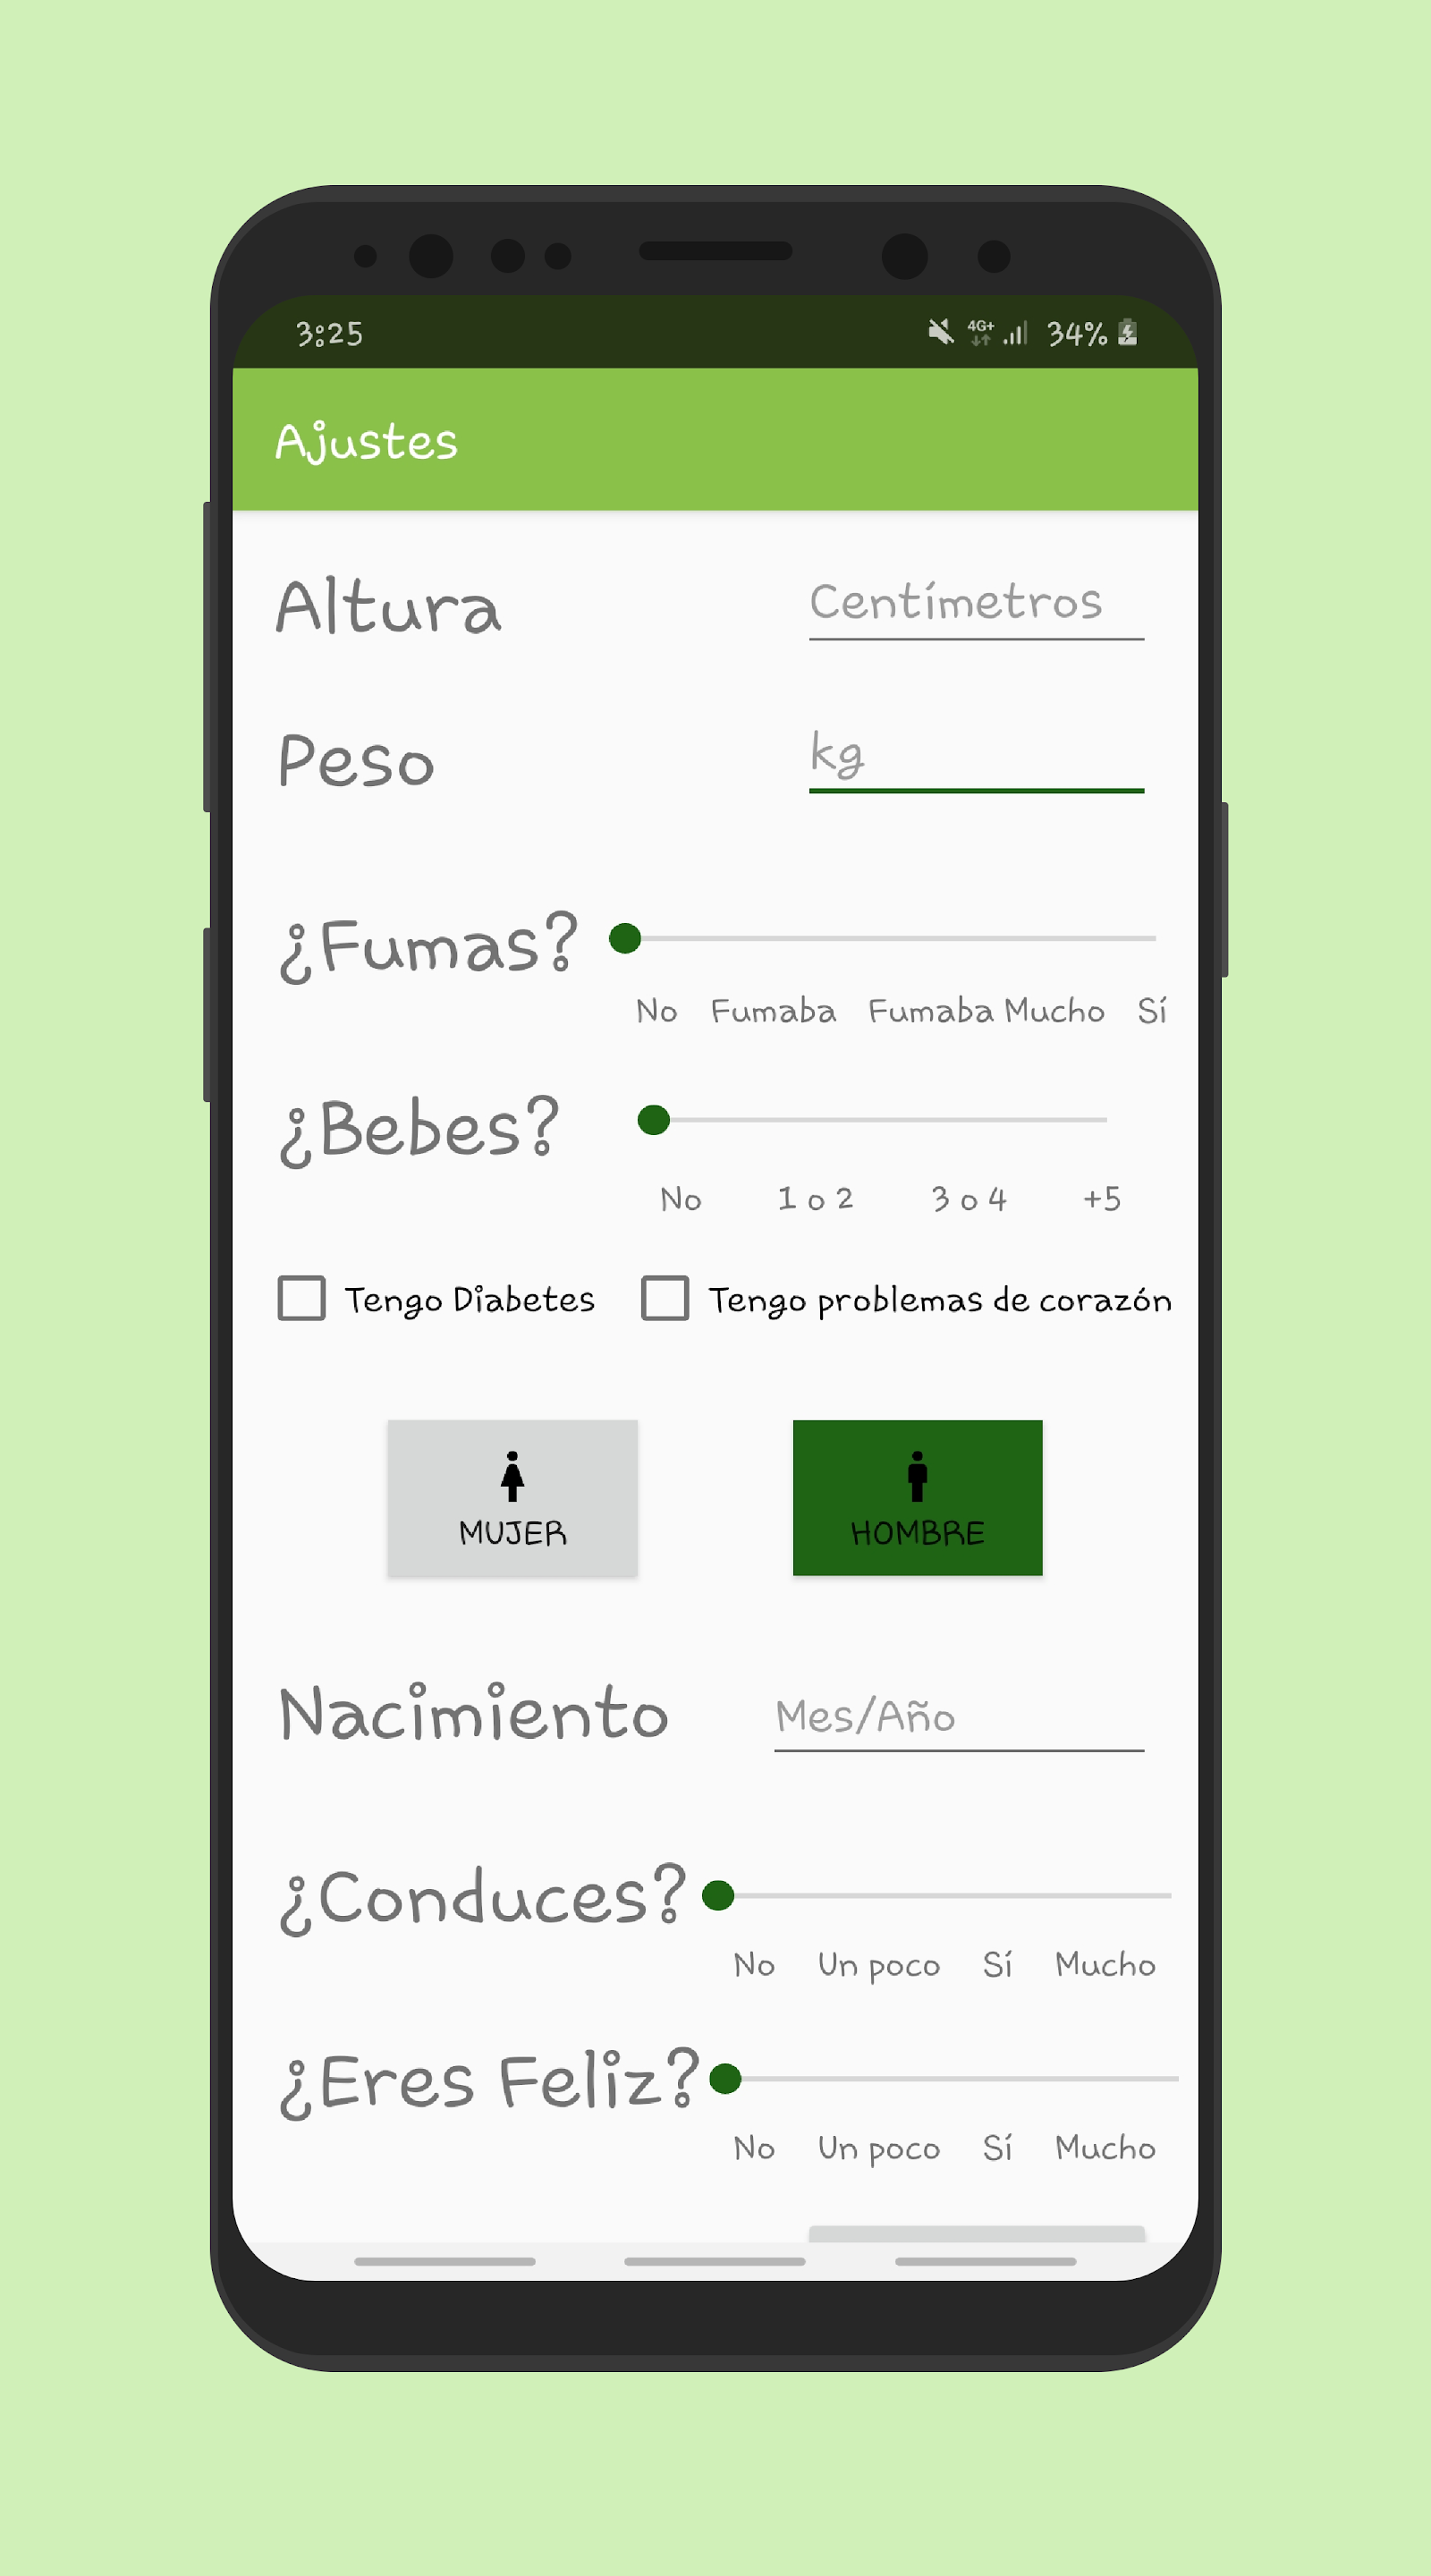 3:25 4G+ 34%
Ajustes
Altura Centímetros
Peso kg
¿Fumas?
No Fumaba Fumaba Mucho Sí
¿Bebes?
No 1 o 2 3 o 4 +5
Tengo Diabetes Tengo problemas de corazón
MUJER HOMBRE
Nacimiento Mes/Año
¿Conduces?
No Un poco Sí Mucho
¿Eres Feliz?
No Un poco Sí Mucho